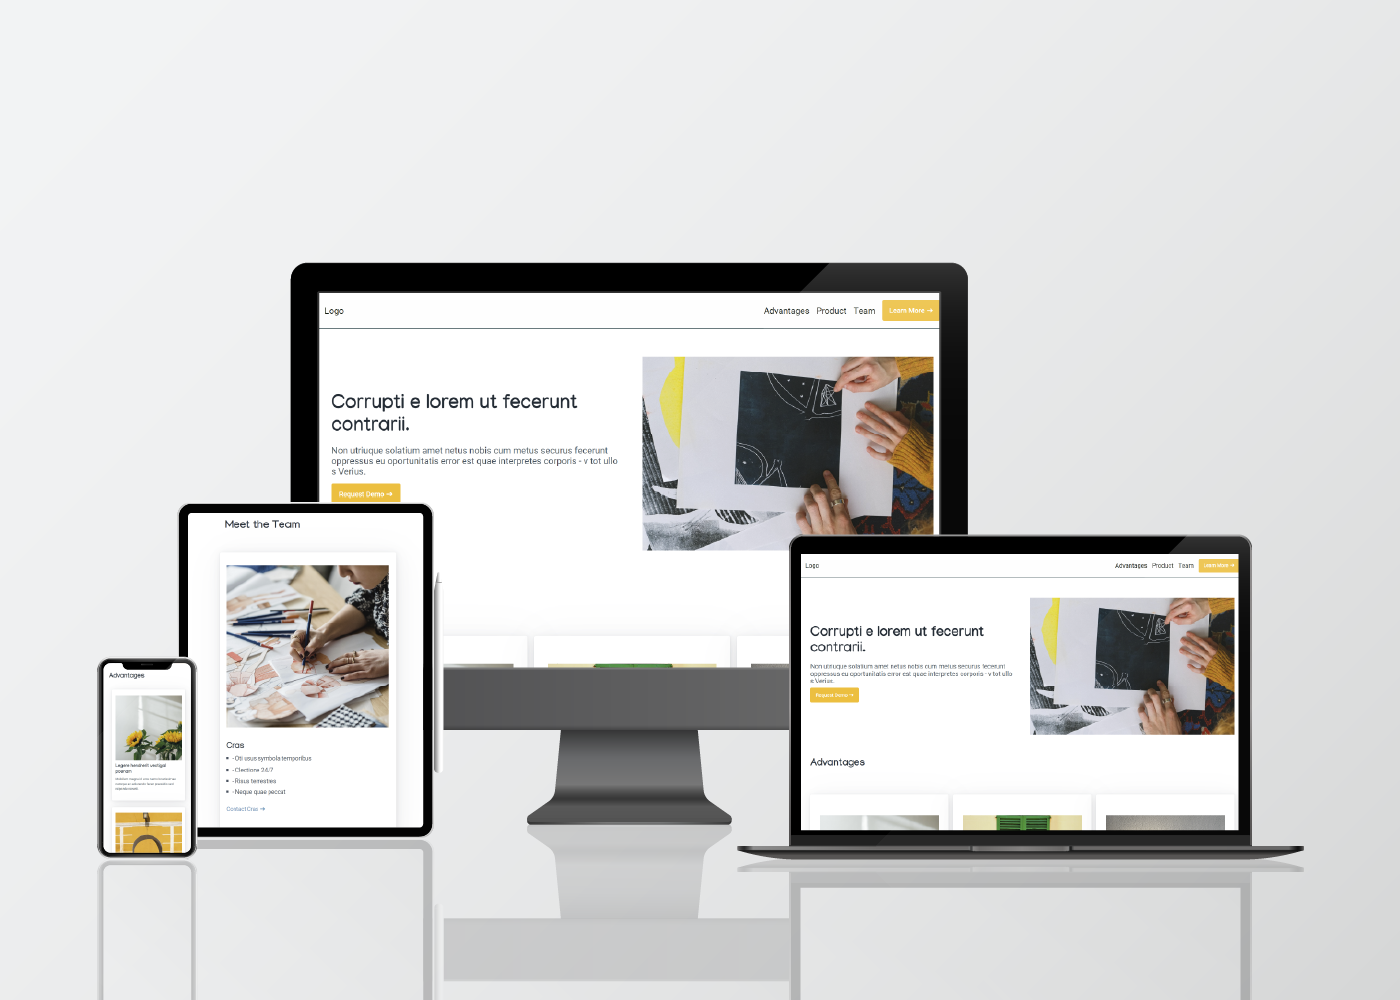 Logo
Advantages Product Team Learn More →
Corrupti e lorem ut fecerunt
contrarii.
Non utriuque solatium amet netus nobis cum metus securus fecerunt
oppressus eu oportunitatis error est quae interpretes corporis - v tot ullo
s Verius.
Request Demo →
Meet the Team
Cras
- Oti usus symbola temporibus
- Clectione 24/7
- Risus terresties
- Neque quae peccat
Contact Cras →
Advantages
Legere hendrerit vestigat
poenam
Logo
Advantages Product Team Learn More →
Corrupti e lorem ut fecerunt
contrarii.
Non utriuque solatium amet netus nobis cum metus securus fecerunt
oppressus eu oportunitatis error est quae interpretes corporis - v tot ullo
s Verius.
Request Demo →
Advantages